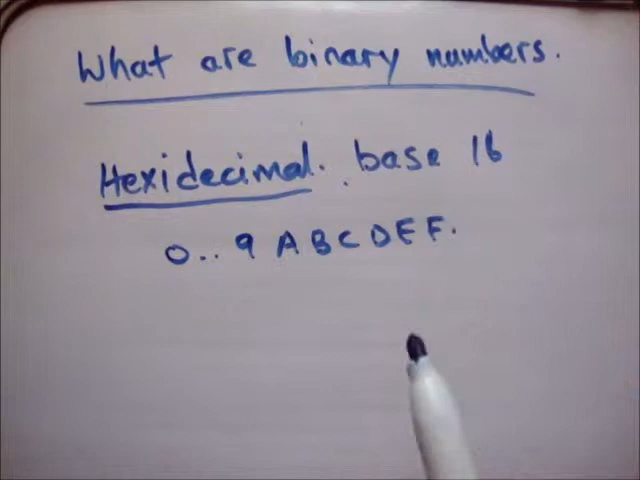 What are binary numbers.
Hexidecimal. base 16
0.. 9 A B C D E F.